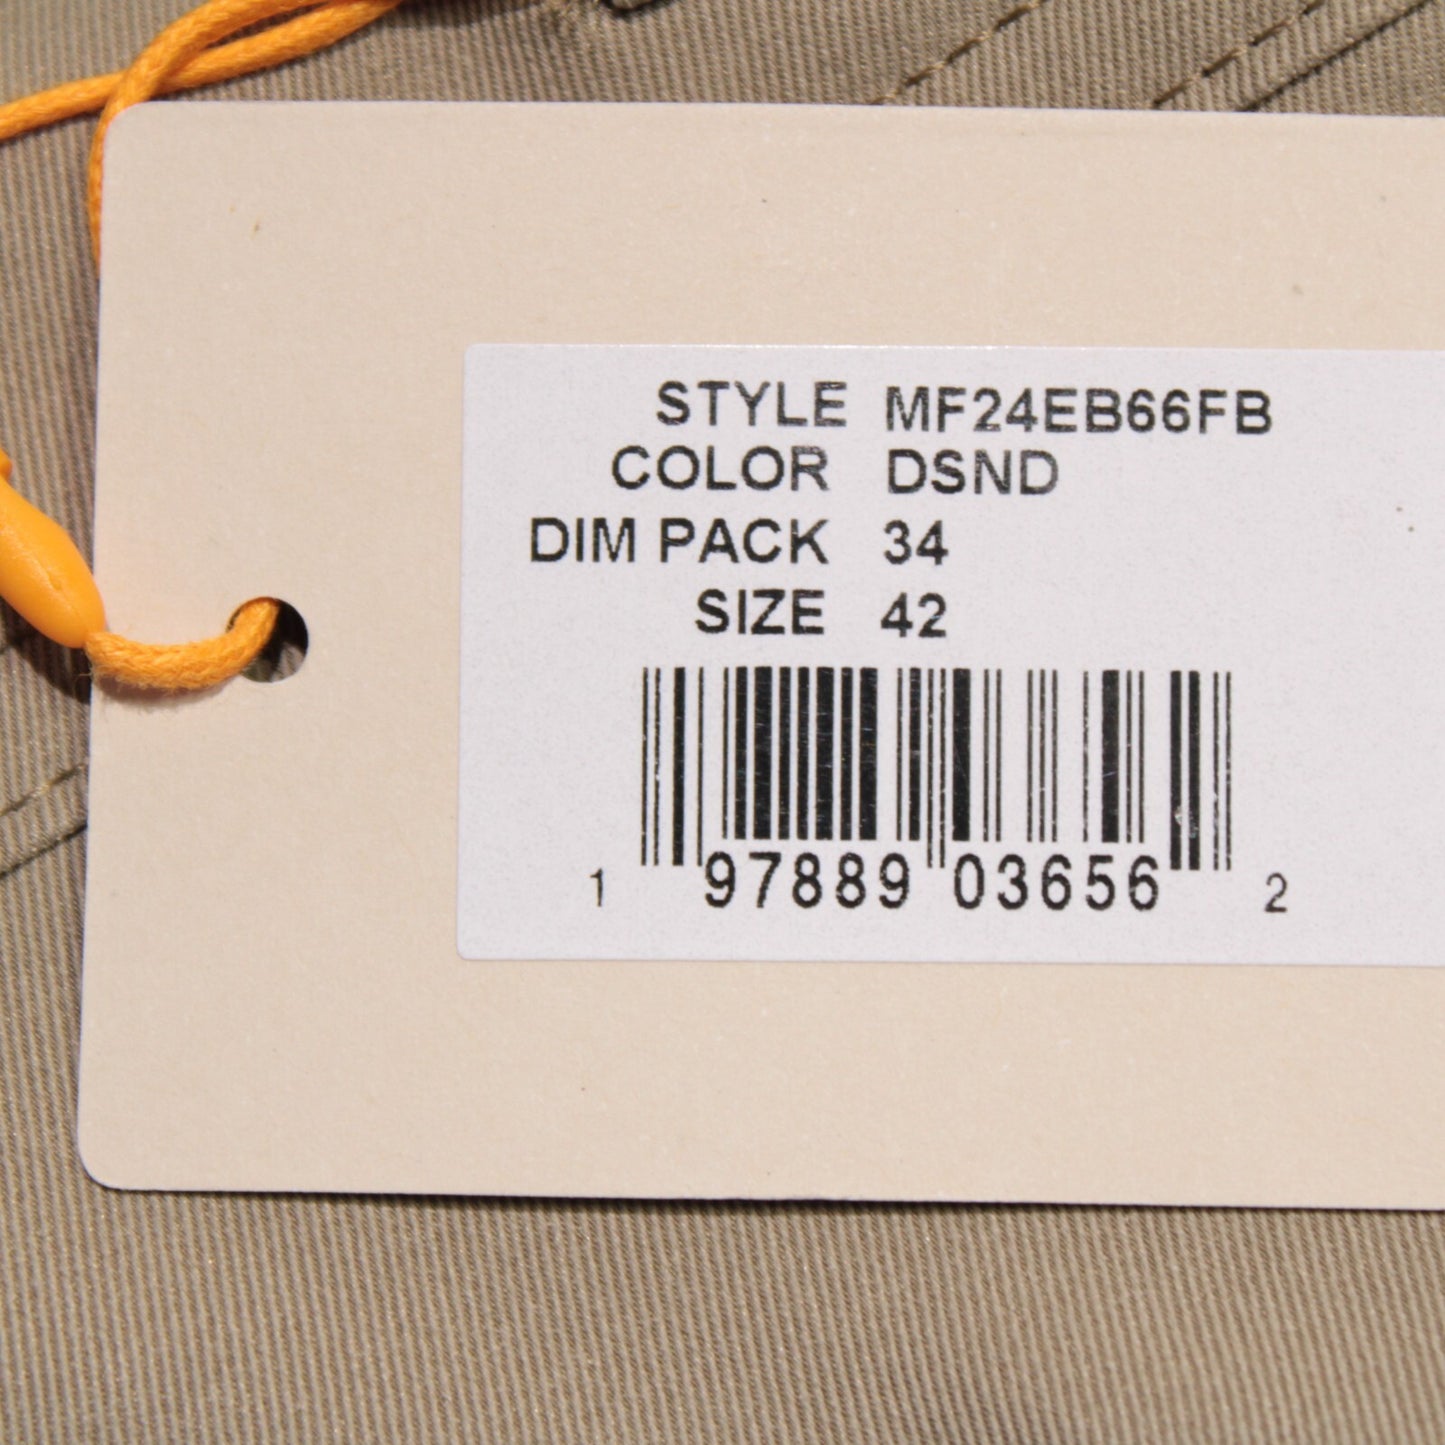 STYLE MF24EB66FB
COLOR DSND
DIM PACK 34
SIZE 42
1 97889 03656 2